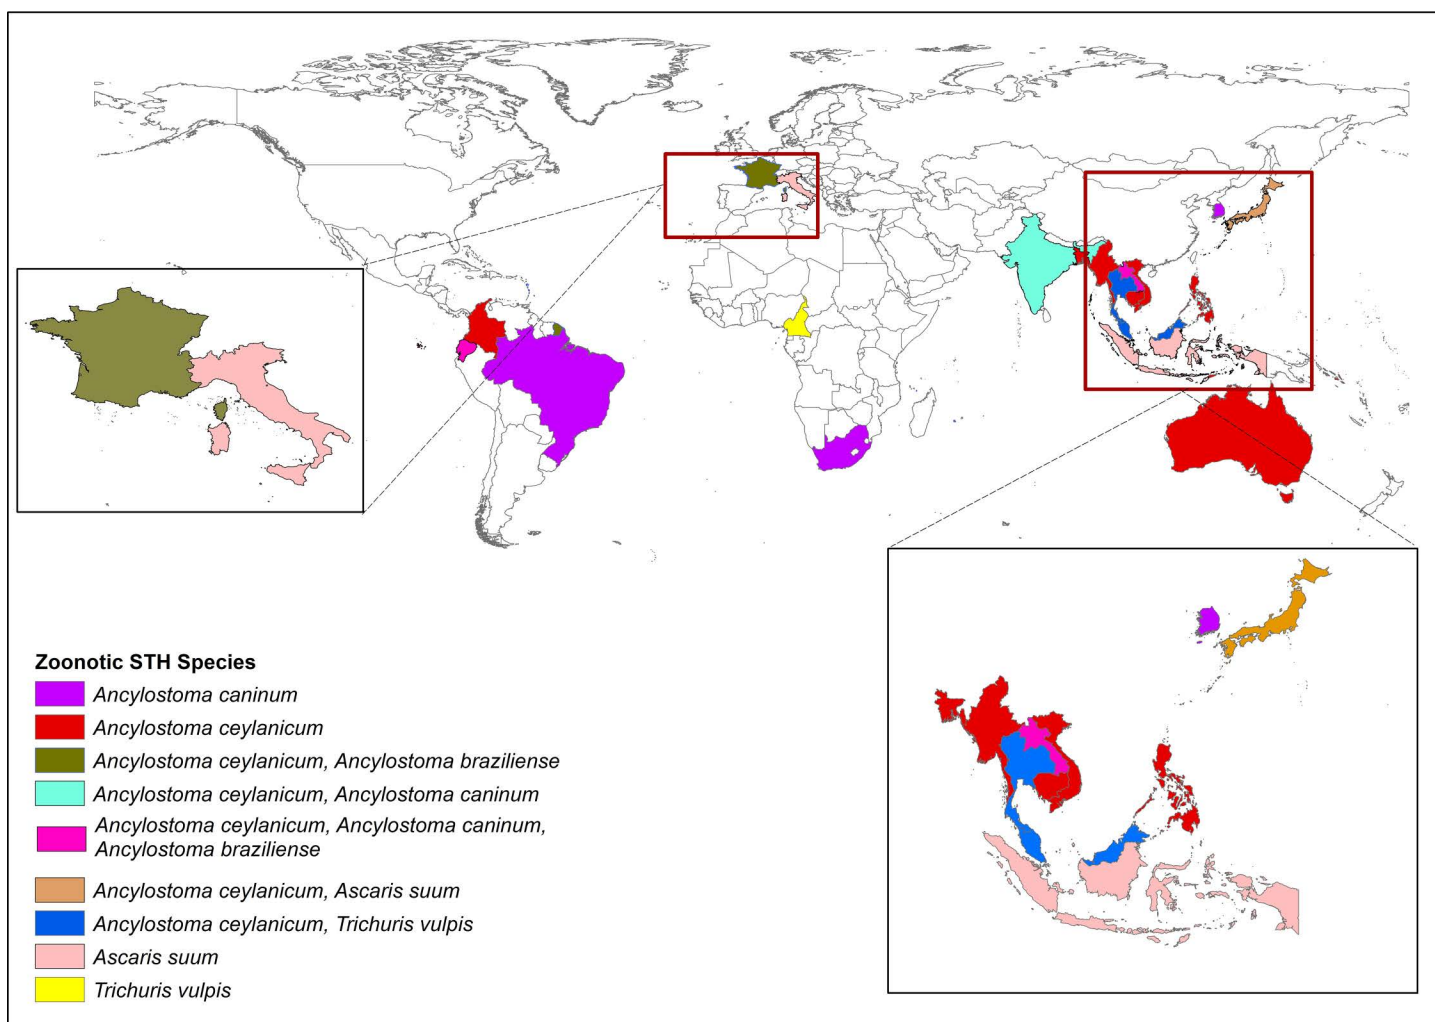 Zoonotic STH Species
Ancylostoma caninum
Ancylostoma ceylanicum
Ancylostoma ceylanicum, Ancylostoma braziliense
Ancylostoma ceylanicum, Ancylostoma caninum
Ancylostoma ceylanicum, Ancylostoma caninum,
Ancylostoma braziliense
Ancylostoma ceylanicum, Ascaris suum
Ancylostoma ceylanicum, Trichuris vulpis
Ascaris suum
Trichuris vulpis